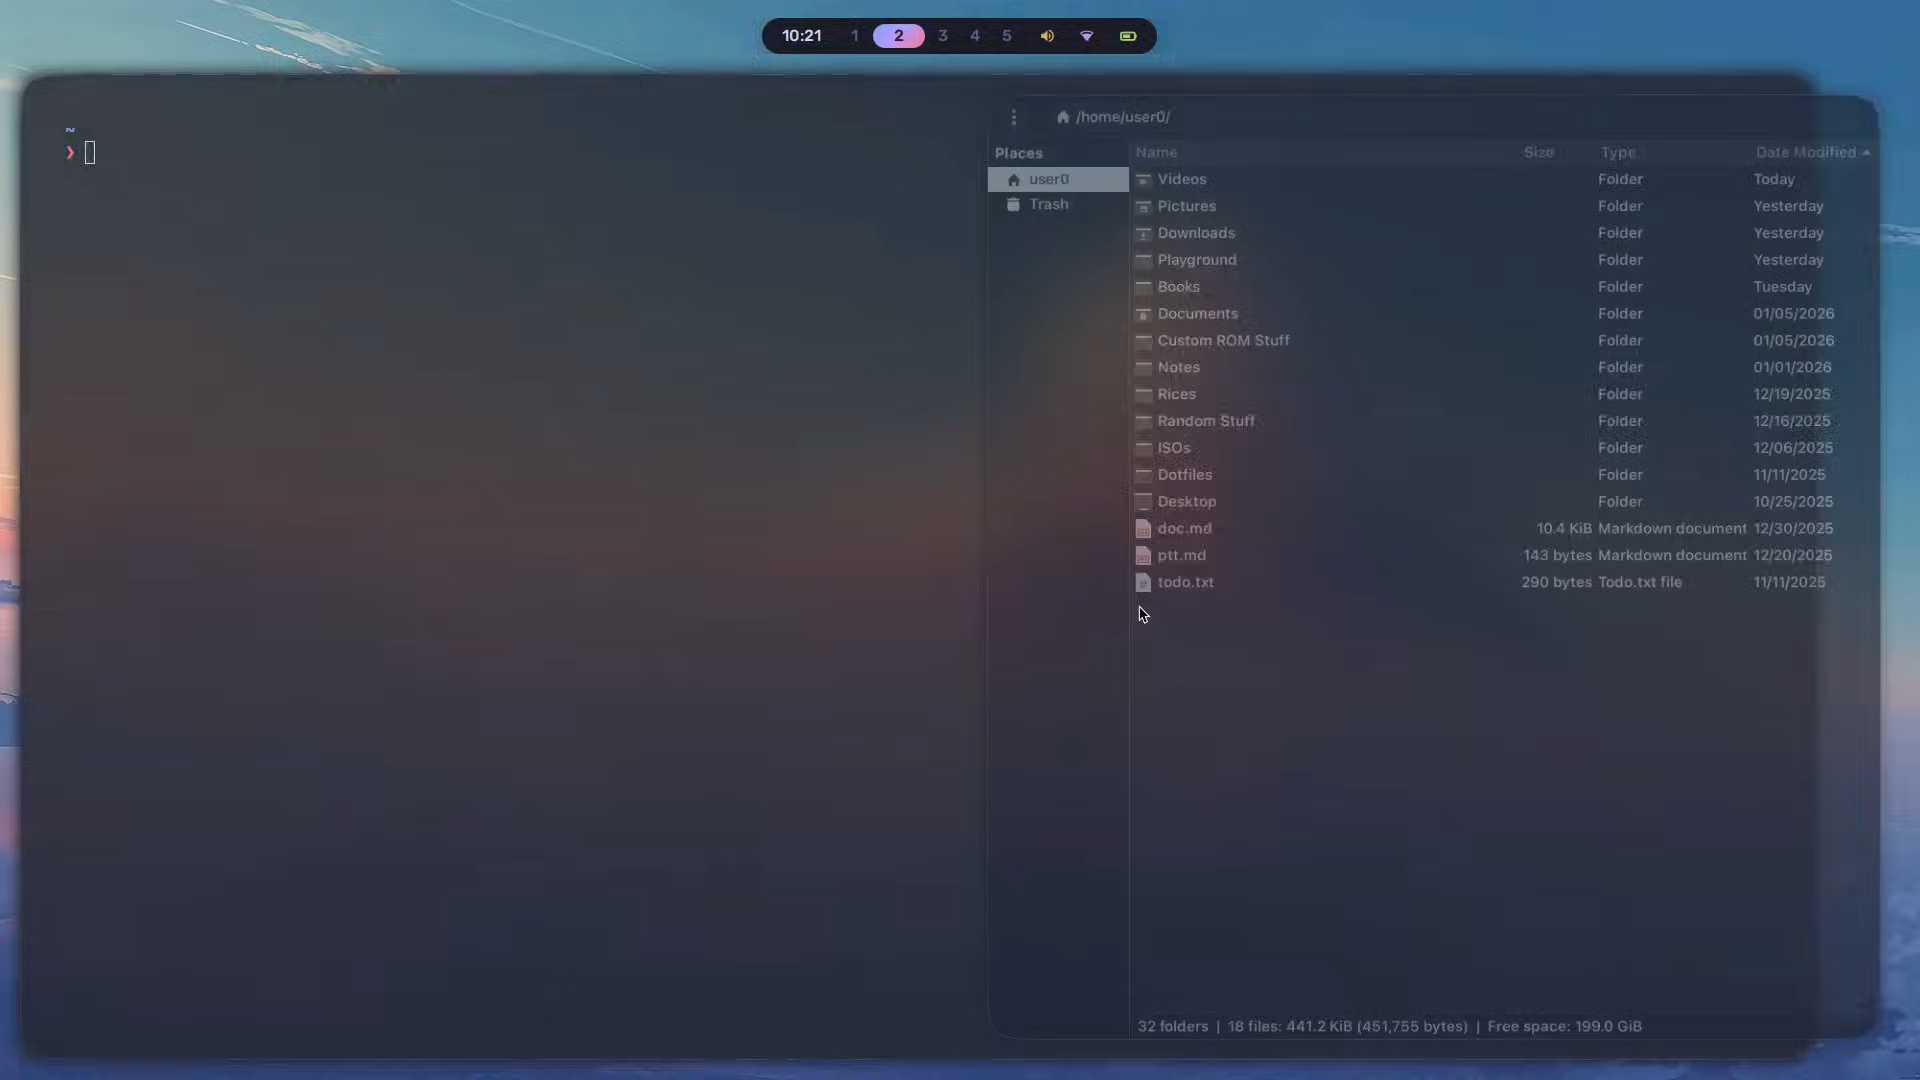 10:21 1 2 3 4 5
~
❯
/home/user0/
Places
user0
Trash
Name Size Type Date Modified
Videos Folder Today
Pictures Folder Yesterday
Downloads Folder Yesterday
Playground Folder Yesterday
Books Folder Tuesday
Documents Folder 01/05/2026
Custom ROM Stuff Folder 01/05/2026
Notes Folder 01/01/2026
Rices Folder 12/19/2025
Random Stuff Folder 12/16/2025
ISOs Folder 12/06/2025
Dotfiles Folder 11/11/2025
Desktop Folder 10/25/2025
doc.md 10.4 KiB Markdown document 12/30/2025
ptt.md 143 bytes Markdown document 12/20/2025
todo.txt 290 bytes Todo.txt file 11/11/2025
32 folders | 18 files: 441.2 KiB (451,755 bytes) | Free space: 199.0 GiB